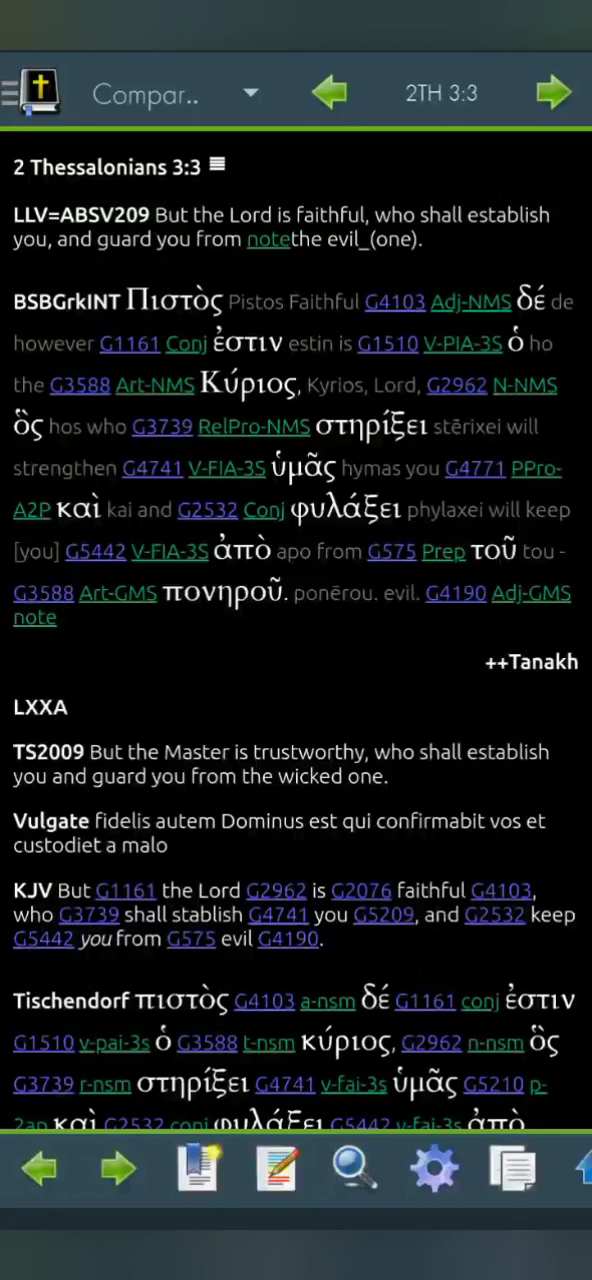 Compar..
2TH 3:3
2 Thessalonians 3:3
LLV=ABSV209 But the Lord is faithful, who shall establish
you, and guard you from notethe evil_(one).
BSBGrkINT Πιστὸς Pistos Faithful G4103 Adj-NMS δέ de
however G1161 Conj ἐστιν estin is G1510 V-PIA-3S ὁ ho
the G3588 Art-NMS Κύριος, Kyrios, Lord, G2962 N-NMS
ὃς hos who G3739 RelPro-NMS στηρίξει stērixei will
strengthen G4741 V-FIA-3S ὑμᾶς hymas you G4771 PPro-
A2P καὶ kai and G2532 Conj φυλάξει phylaxei will keep
[you] G5442 V-FIA-3S ἀπὸ apo from G575 Prep τοῦ tou -
G3588 Art-GMS πονηροῦ. ponērou. evil. G4190 Adj-GMS
note
++Tanakh
LXXA
TS2009 But the Master is trustworthy, who shall establish
you and guard you from the wicked one.
Vulgate fidelis autem Dominus est qui confirmabit vos et
custodiet a malo
KJV But G1161 the Lord G2962 is G2076 faithful G4103,
who G3739 shall stablish G4741 you G5209, and G2532 keep
G5442 you from G575 evil G4190.
Tischendorf πιστὸς G4103 a-nsm δέ G1161 conj ἐστιν
G1510 v-pai-3s ὁ G3588 t-nsm κύριος, G2962 n-nsm ὃς
G3739 r-nsm στηρίξει G4741 v-fai-3s ὑμᾶς G5210 p-
2ap καὶ G2532 conj φυλάξει G5442 v-fai-3s ἀπὸ